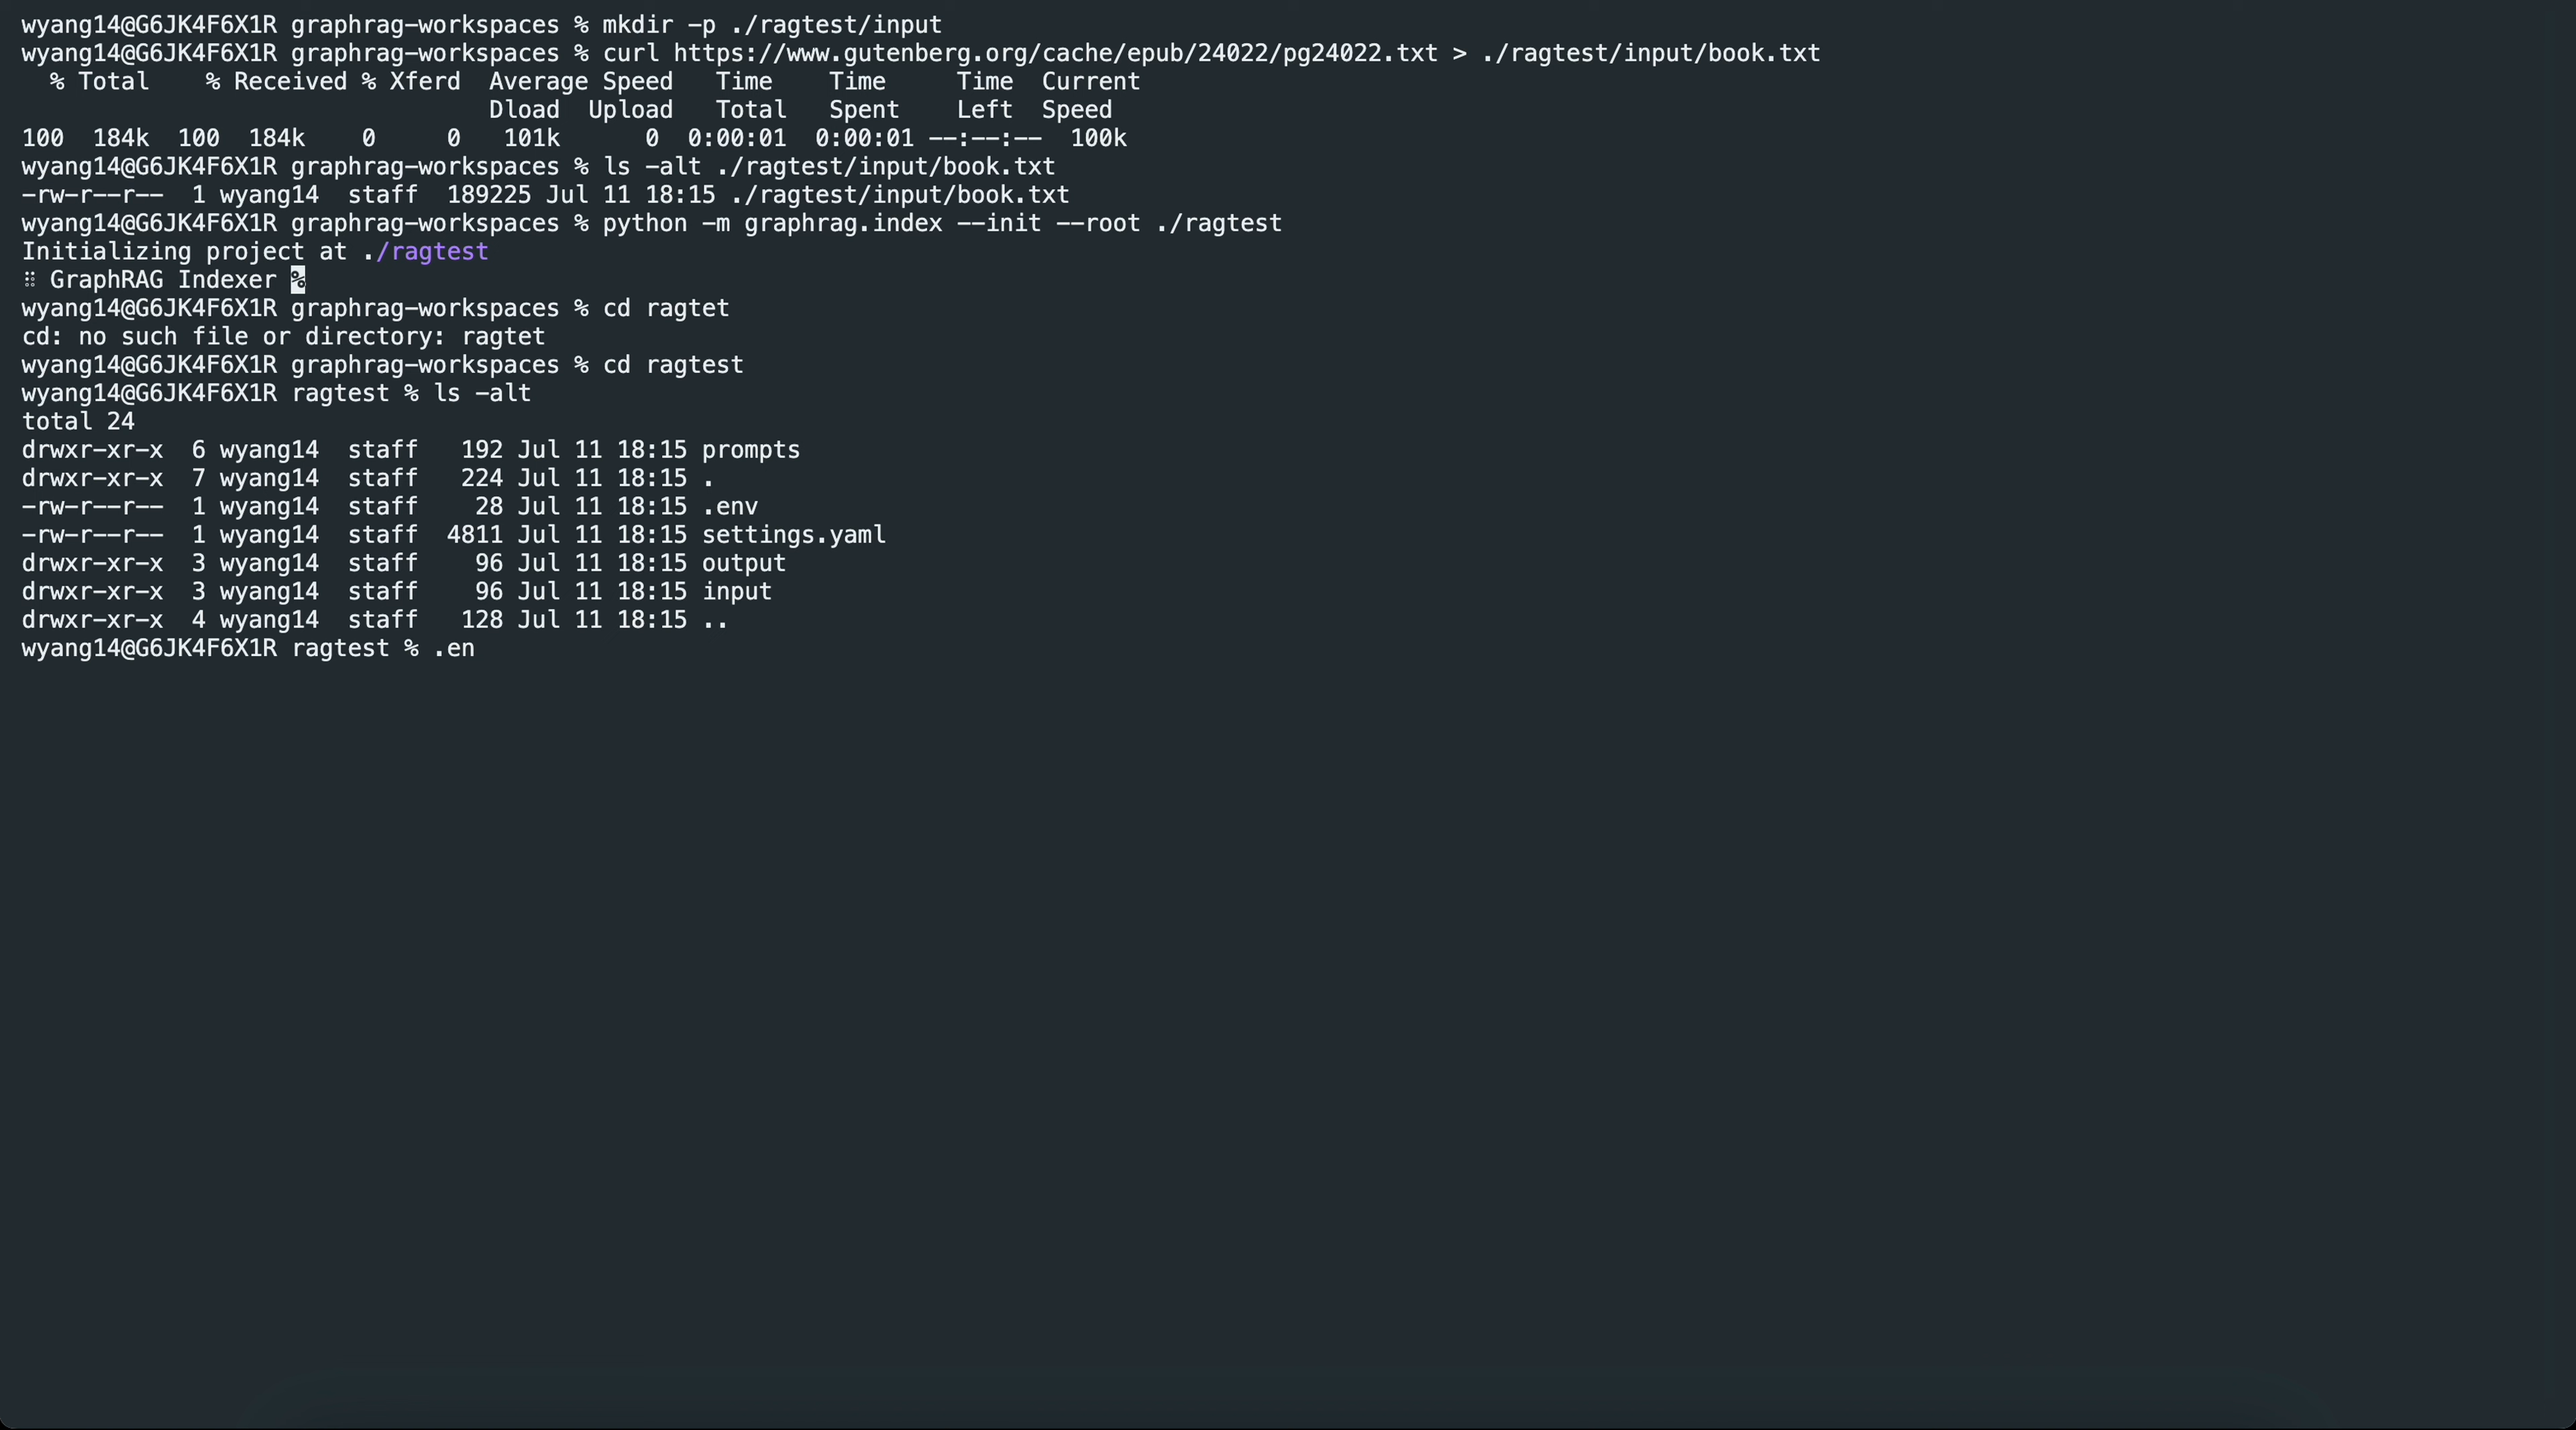 wyang14@G6JK4F6X1R graphrag-workspaces % mkdir -p ./ragtest/input
wyang14@G6JK4F6X1R graphrag-workspaces % curl https://www.gutenberg.org/cache/epub/24022/pg24022.txt > ./ragtest/input/book.txt
  % Total    % Received % Xferd  Average Speed   Time    Time     Time  Current
                                 Dload  Upload   Total   Spent    Left  Speed
100  184k  100  184k    0     0   101k      0  0:00:01  0:00:01 --:--:--  100k
wyang14@G6JK4F6X1R graphrag-workspaces % ls -alt ./ragtest/input/book.txt
-rw-r--r--  1 wyang14  staff  189225 Jul 11 18:15 ./ragtest/input/book.txt
wyang14@G6JK4F6X1R graphrag-workspaces % python -m graphrag.index --init --root ./ragtest
Initializing project at ./ragtest
⠿ GraphRAG Indexer %
wyang14@G6JK4F6X1R graphrag-workspaces % cd ragtet
cd: no such file or directory: ragtet
wyang14@G6JK4F6X1R graphrag-workspaces % cd ragtest
wyang14@G6JK4F6X1R ragtest % ls -alt
total 24
drwxr-xr-x  6 wyang14  staff   192 Jul 11 18:15 prompts
drwxr-xr-x  7 wyang14  staff   224 Jul 11 18:15 .
-rw-r--r--  1 wyang14  staff    28 Jul 11 18:15 .env
-rw-r--r--  1 wyang14  staff  4811 Jul 11 18:15 settings.yaml
drwxr-xr-x  3 wyang14  staff    96 Jul 11 18:15 output
drwxr-xr-x  3 wyang14  staff    96 Jul 11 18:15 input
drwxr-xr-x  4 wyang14  staff   128 Jul 11 18:15 ..
wyang14@G6JK4F6X1R ragtest % .en